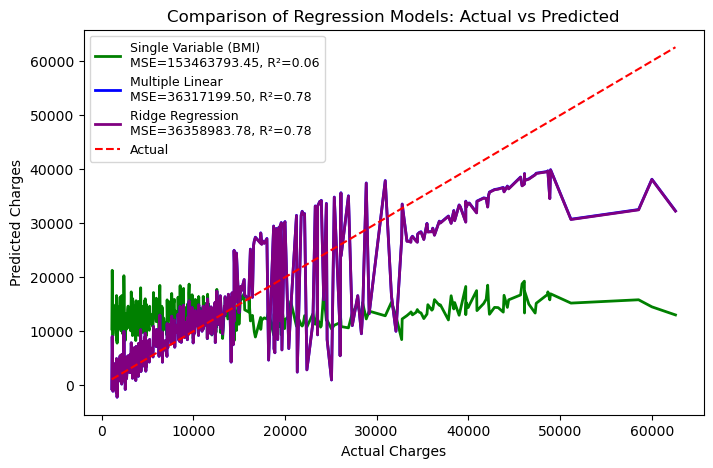 Comparison of Regression Models: Actual vs Predicted
Single Variable (BMI)
MSE=153463793.45, R²=0.06
Multiple Linear
MSE=36317199.50, R²=0.78
Ridge Regression
MSE=36358983.78, R²=0.78
Actual
Predicted Charges
60000
50000
40000
30000
20000
10000
0
0 10000 20000 30000 40000 50000 60000
Actual Charges